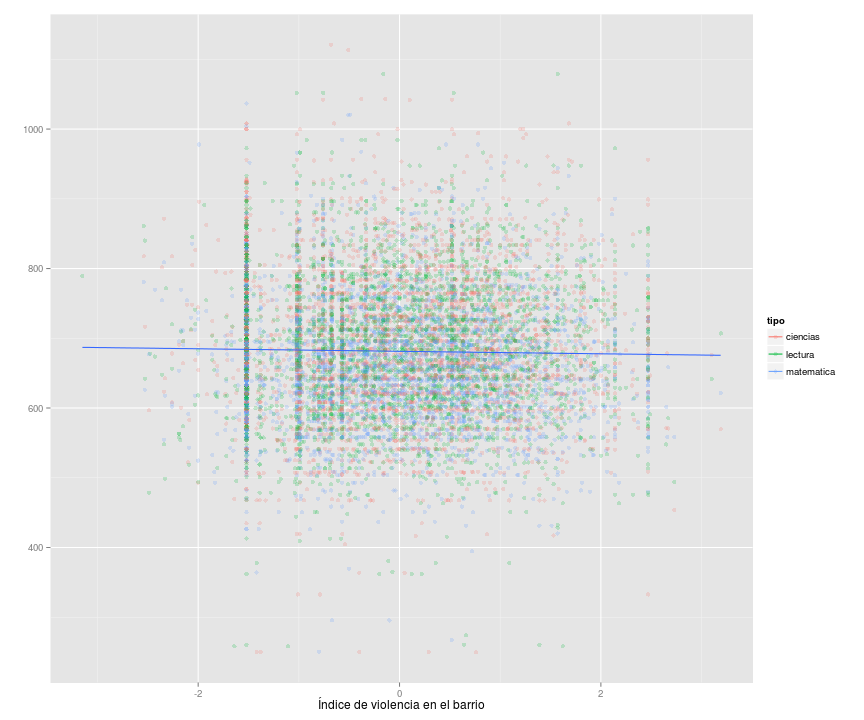 1000
800
600
400
-2
0
2
Índice de violencia en el barrio
tipo
ciencias
lectura
matematica